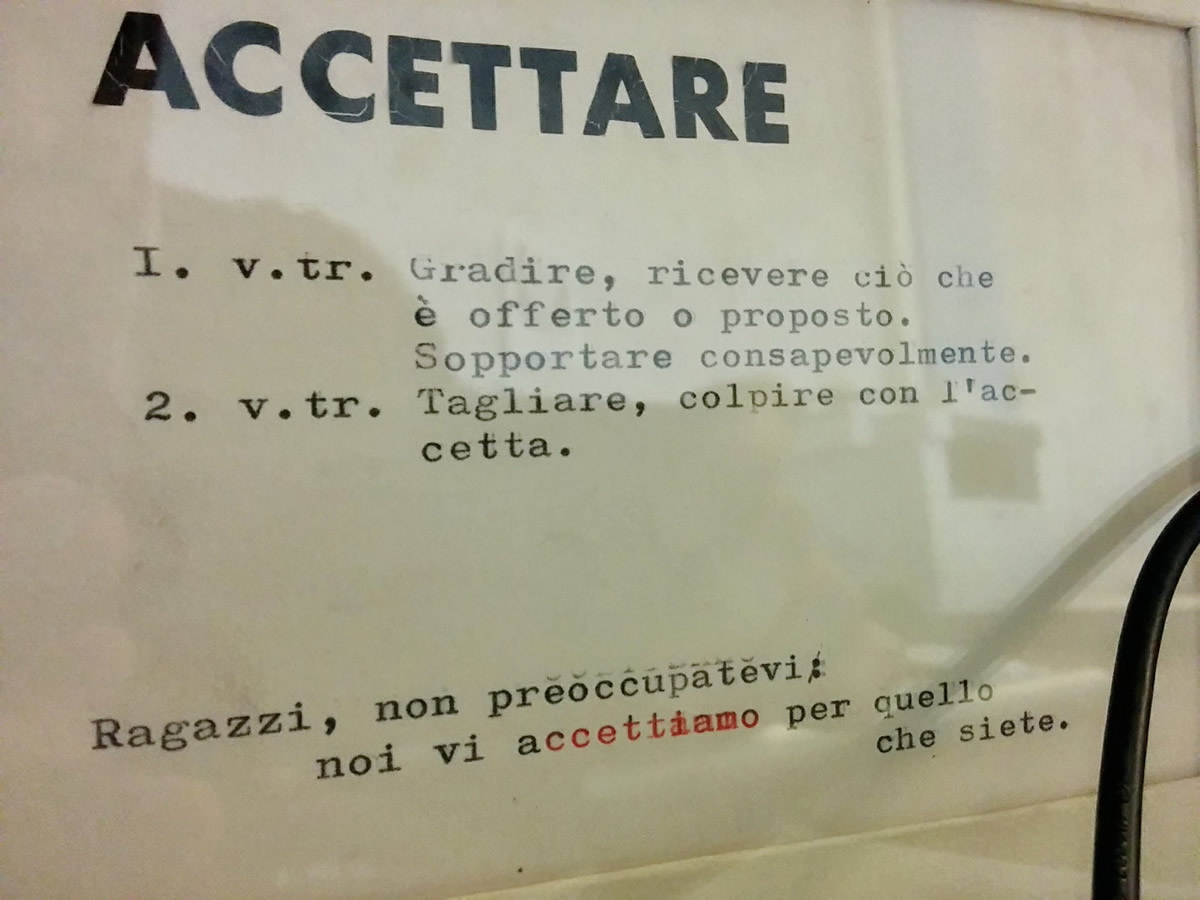 ACCETTARE
I. v.tr. Gradire, ricevere ciò che
è offerto o proposto.
Sopportare consapevolmente.
2. v.tr. Tagliare, colpire con l'ac-
cetta.
Ragazzi, non preoccupatevi;
noi vi accettiamo per quello
che siete.